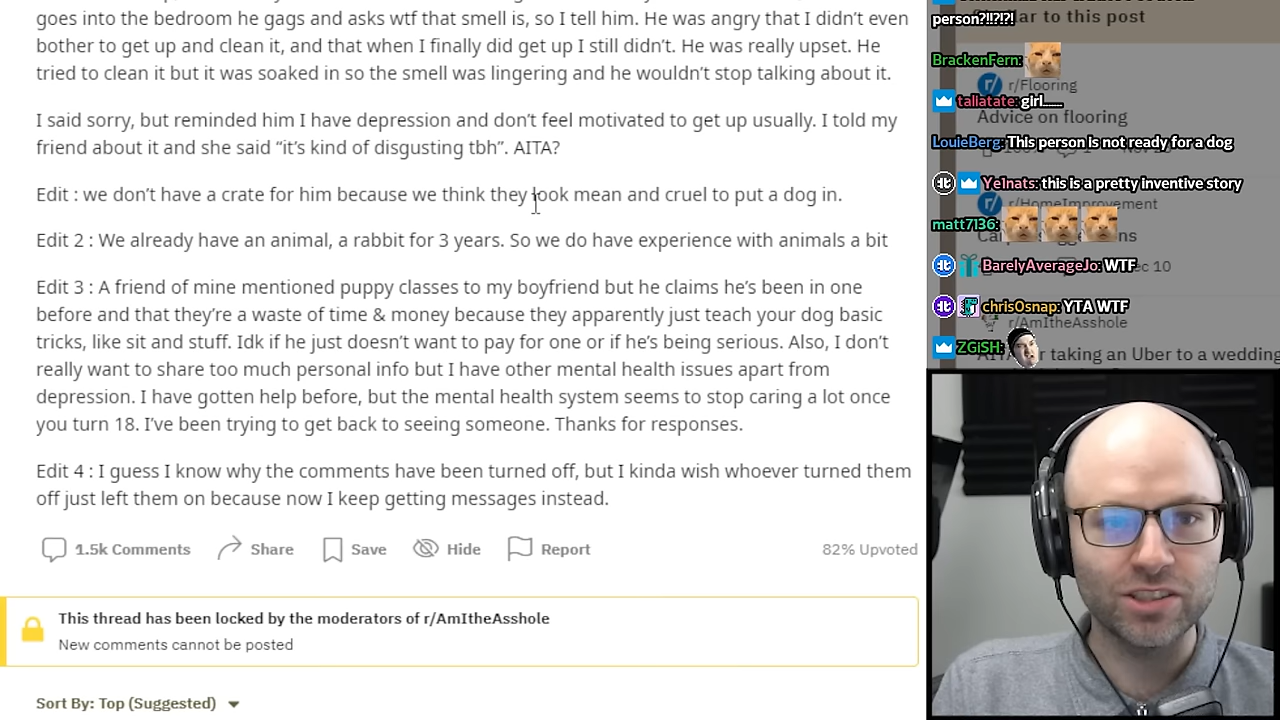 goes into the bedroom he gags and asks wtf that smell is, so I tell him. He was angry that I didn't even
bother to get up and clean it, and that when I finally did get up I still didn't. He was really upset. He
tried to clean it but it was soaked in so the smell was lingering and he wouldn't stop talking about it.
I said sorry, but reminded him I have depression and don't feel motivated to get up usually. I told my
friend about it and she said “it's kind of disgusting tbh”. AITA?
Edit : we don't have a crate for him because we think they look mean and cruel to put a dog in.
Edit 2 : We already have an animal, a rabbit for 3 years. So we do have experience with animals a bit
Edit 3 : A friend of mine mentioned puppy classes to my boyfriend but he claims he's been in one
before and that they're a waste of time & money because they apparently just teach your dog basic
tricks, like sit and stuff. Idk if he just doesn't want to pay for one or if he's being serious. Also, I don't
really want to share too much personal info but I have other mental health issues apart from
depression. I have gotten help before, but the mental health system seems to stop caring a lot once
you turn 18. I've been trying to get back to seeing someone. Thanks for responses.
Edit 4 : I guess I know why the comments have been turned off, but I kinda wish whoever turned them
off just left them on because now I keep getting messages instead.
1.5k Comments Share Save Hide Report 82% Upvoted
This thread has been locked by the moderators of r/AmItheAsshole
New comments cannot be posted
Sort By: Top (Suggested)
person?!!?!?!
ar to this post
BrackenFern:
r/Flooring
taliatate: girl......
Advice on flooring
LouieBerg: This person is not ready for a dog
Ye1nats: this is a pretty inventive story
r/HomeImprovement
matt7136:
ns
BarelyAverageJo: WTF
ec 10
chrisOsnap: YTA WTF
r/AmItheAsshole
ZGISH:
r taking an Uber to a wedding